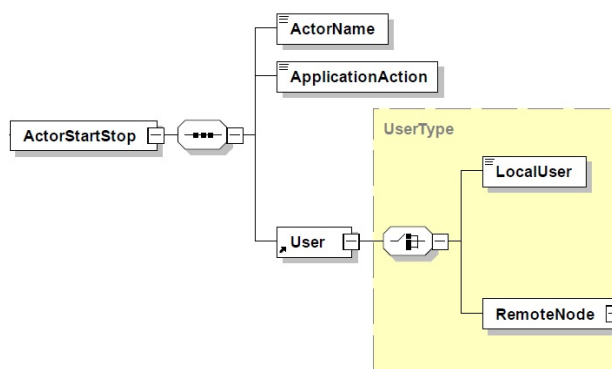 ActorName
ApplicationAction
ActorStartStop
UserType
LocalUser
User
RemoteNode